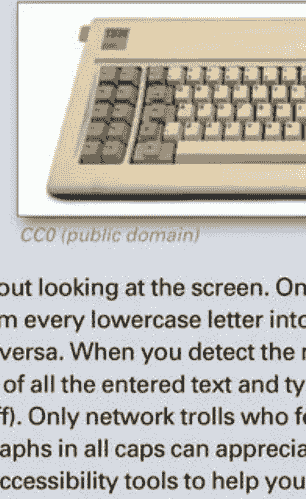 IBM
CC0 (public domain)
out looking at the screen. On
m every lowercase letter into
versa. When you detect the
of all the entered text and ty
ff). Only network trolls who f
aphs in all caps can apprecia
ccessibility tools to help you